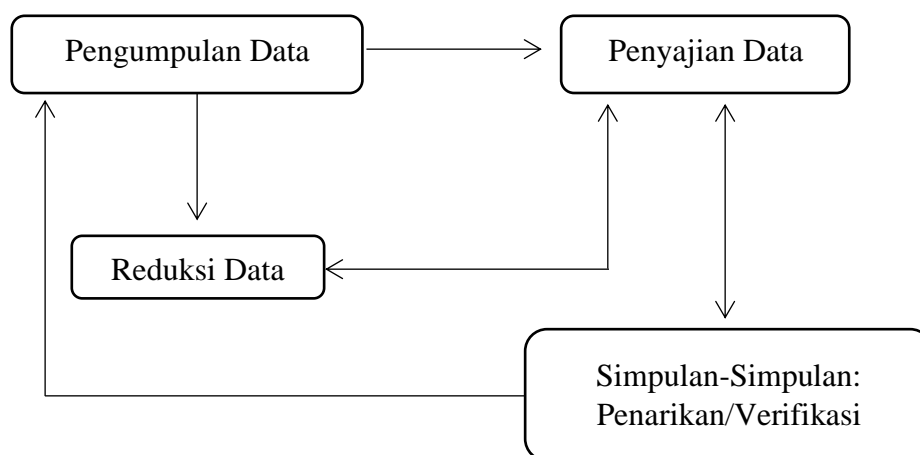 Pengumpulan Data
Penyajian Data
Reduksi Data
Simpulan-Simpulan:
Penarikan/Verifikasi